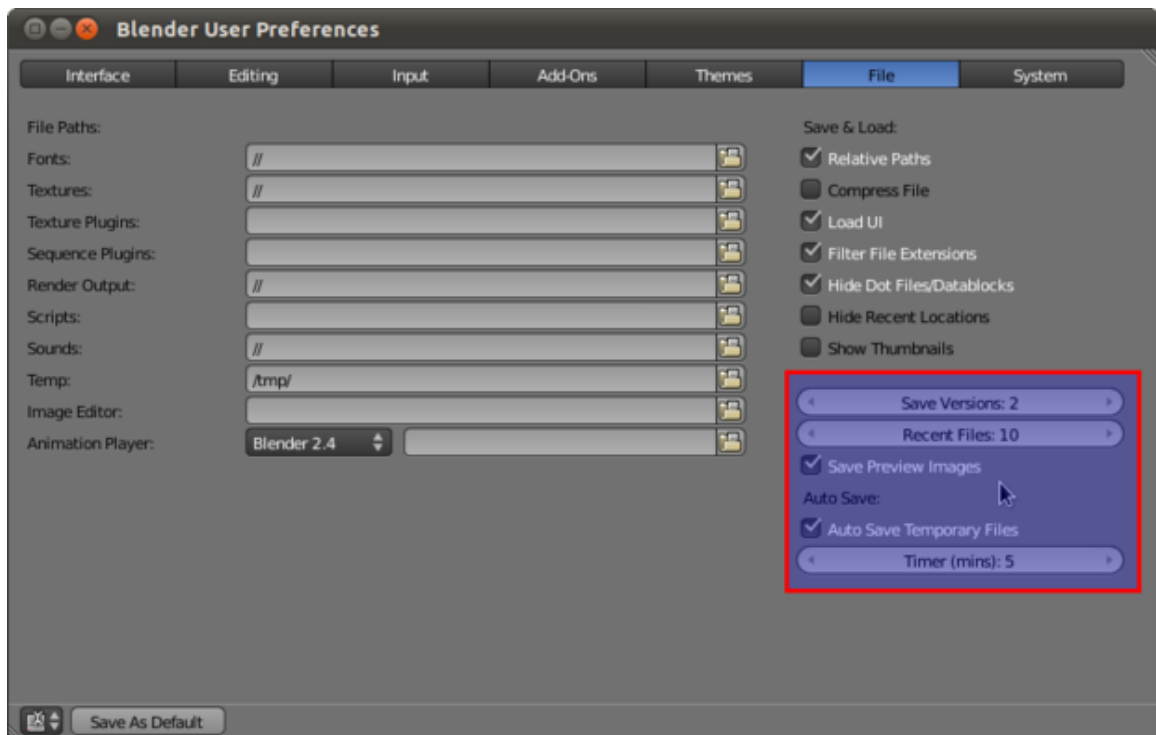 Blender User Preferences
Interface Editing Input Add-Ons Themes File System
File Paths:
Fonts: //
Textures: //
Texture Plugins:
Sequence Plugins:
Render Output: //
Scripts:
Sounds: //
Temp: /tmp/
Image Editor:
Animation Player: Blender 2.4
Save & Load:
Relative Paths
Compress File
Load UI
Filter File Extensions
Hide Dot Files/Datablocks
Hide Recent Locations
Show Thumbnails
Save Versions: 2
Recent Files: 10
Save Preview Images
Auto Save:
Auto Save Temporary Files
Timer (mins): 5
Save As Default